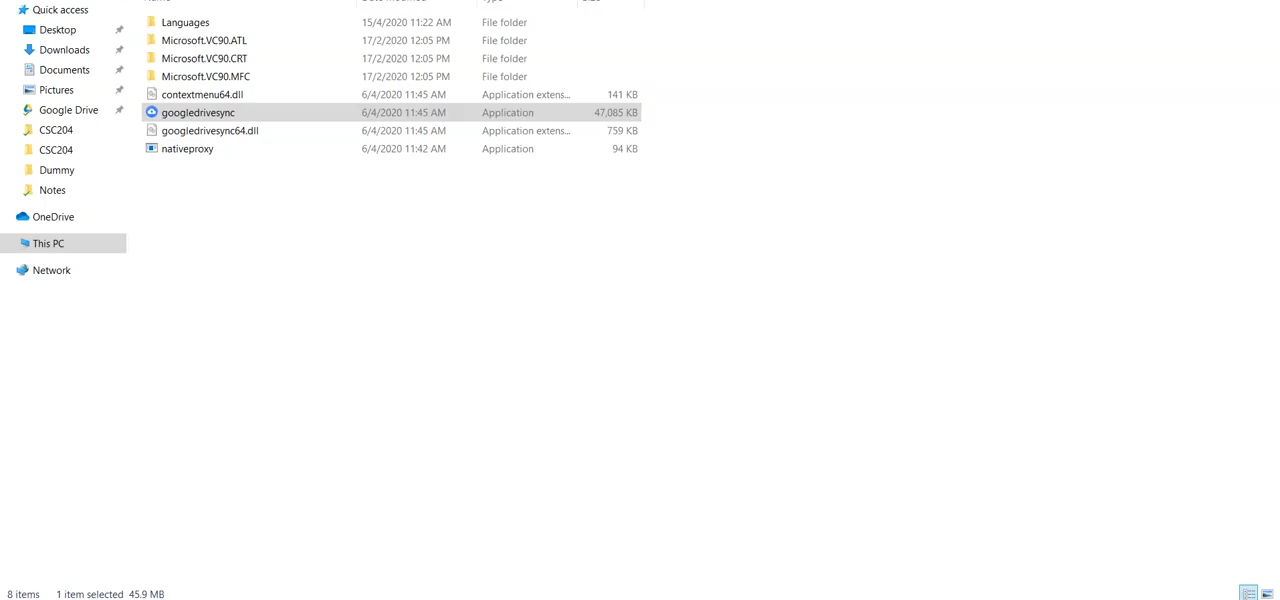 Quick access
Desktop
Downloads
Documents
Pictures
Google Drive
CSC204
CSC204
Dummy
Notes
OneDrive
This PC
Network
Name Date modified Type Size
Languages 15/4/2020 11:22 AM File folder
Microsoft.VC90.ATL 17/2/2020 12:05 PM File folder
Microsoft.VC90.CRT 17/2/2020 12:05 PM File folder
Microsoft.VC90.MFC 17/2/2020 12:05 PM File folder
contextmenu64.dll 6/4/2020 11:45 AM Application extens... 141 KB
googledrivesync 6/4/2020 11:45 AM Application 47,085 KB
googledrivesync64.dll 6/4/2020 11:45 AM Application extens... 759 KB
nativeproxy 6/4/2020 11:42 AM Application 94 KB
8 items 1 item selected 45.9 MB